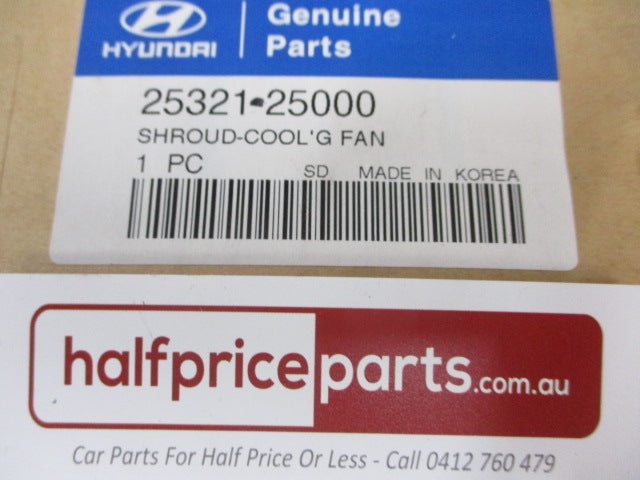 HYUNDAI
Genuine
Parts
25321-25000
SHROUD-COOL'G FAN
1 PC
SD MADE IN KOREA
halfpriceparts.com.au
Car Parts For Half Price Or Less - Call 0412 760 479